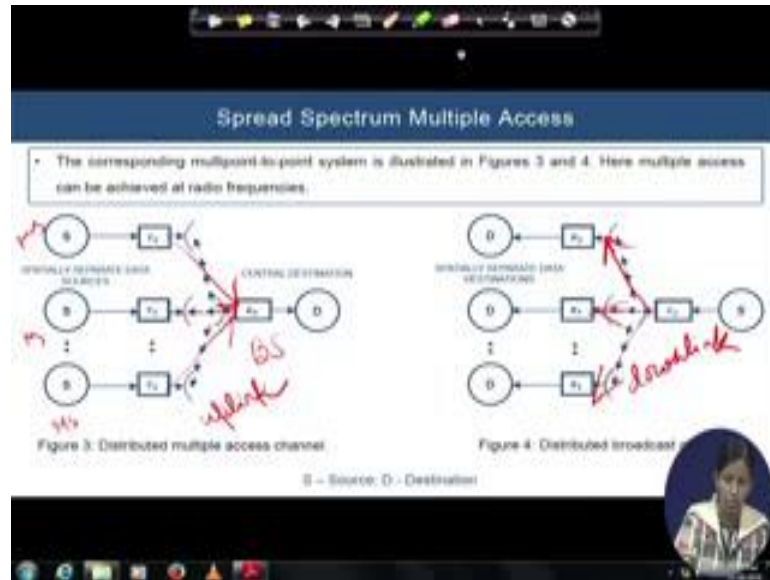 Spread Spectrum Multiple Access
• The corresponding multipoint-to-point system is illustrated in Figures 3 and 4. Here multiple access
can be achieved at radio frequencies.
S
D
SPATIALLY SEPARATE DATA
SOURCES
CENTRAL DESTINATION
SPATIALLY SEPARATE DATA
DESTINATIONS
S
D
D
S
BS
S
D
MS
uplink
downlink
Figure 3: Distributed multiple access channel
Figure 4: Distributed broadcast
S – Source; D - Destination